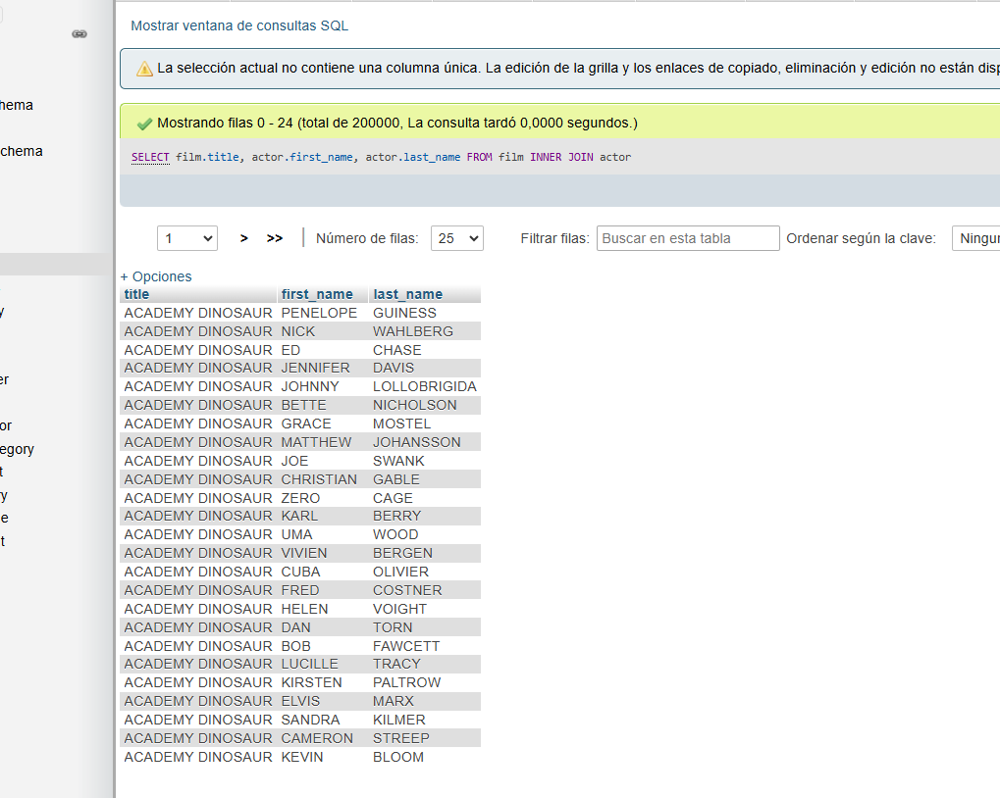 Mostrar ventana de consultas SQL
La selección actual no contiene una columna única. La edición de la grilla y los enlaces de copiado, eliminación y edición no están disp
Mostrando filas 0 - 24 (total de 200000, La consulta tardó 0,0000 segundos.)
SELECT film.title, actor.first_name, actor.last_name FROM film INNER JOIN actor
1 > >> | Número de filas: 25 Filtrar filas: Buscar en esta tabla Ordenar según la clave: Ningun
+ Opciones
title first_name last_name
ACADEMY DINOSAUR PENELOPE GUINESS
ACADEMY DINOSAUR NICK WAHLBERG
ACADEMY DINOSAUR ED CHASE
ACADEMY DINOSAUR JENNIFER DAVIS
ACADEMY DINOSAUR JOHNNY LOLLOBRIGIDA
ACADEMY DINOSAUR BETTE NICHOLSON
ACADEMY DINOSAUR GRACE MOSTEL
ACADEMY DINOSAUR MATTHEW JOHANSSON
ACADEMY DINOSAUR JOE SWANK
ACADEMY DINOSAUR CHRISTIAN GABLE
ACADEMY DINOSAUR ZERO CAGE
ACADEMY DINOSAUR KARL BERRY
ACADEMY DINOSAUR UMA WOOD
ACADEMY DINOSAUR VIVIEN BERGEN
ACADEMY DINOSAUR CUBA OLIVIER
ACADEMY DINOSAUR FRED COSTNER
ACADEMY DINOSAUR HELEN VOIGHT
ACADEMY DINOSAUR DAN TORN
ACADEMY DINOSAUR BOB FAWCETT
ACADEMY DINOSAUR LUCILLE TRACY
ACADEMY DINOSAUR KIRSTEN PALTROW
ACADEMY DINOSAUR ELVIS MARX
ACADEMY DINOSAUR SANDRA KILMER
ACADEMY DINOSAUR CAMERON STREEP
ACADEMY DINOSAUR KEVIN BLOOM
hema
chema
y
er
or
egory
t
ry
e
t